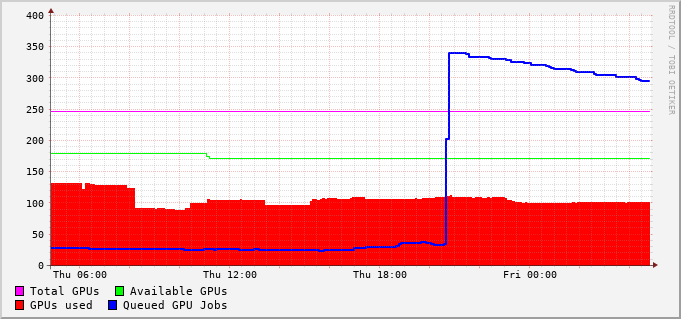 400
350
300
250
200
150
100
50
0
Thu 06:00 Thu 12:00 Thu 18:00 Fri 00:00
Total GPUs Available GPUs
GPUs used Queued GPU Jobs
RRDTOOL / TOBI OETIKER